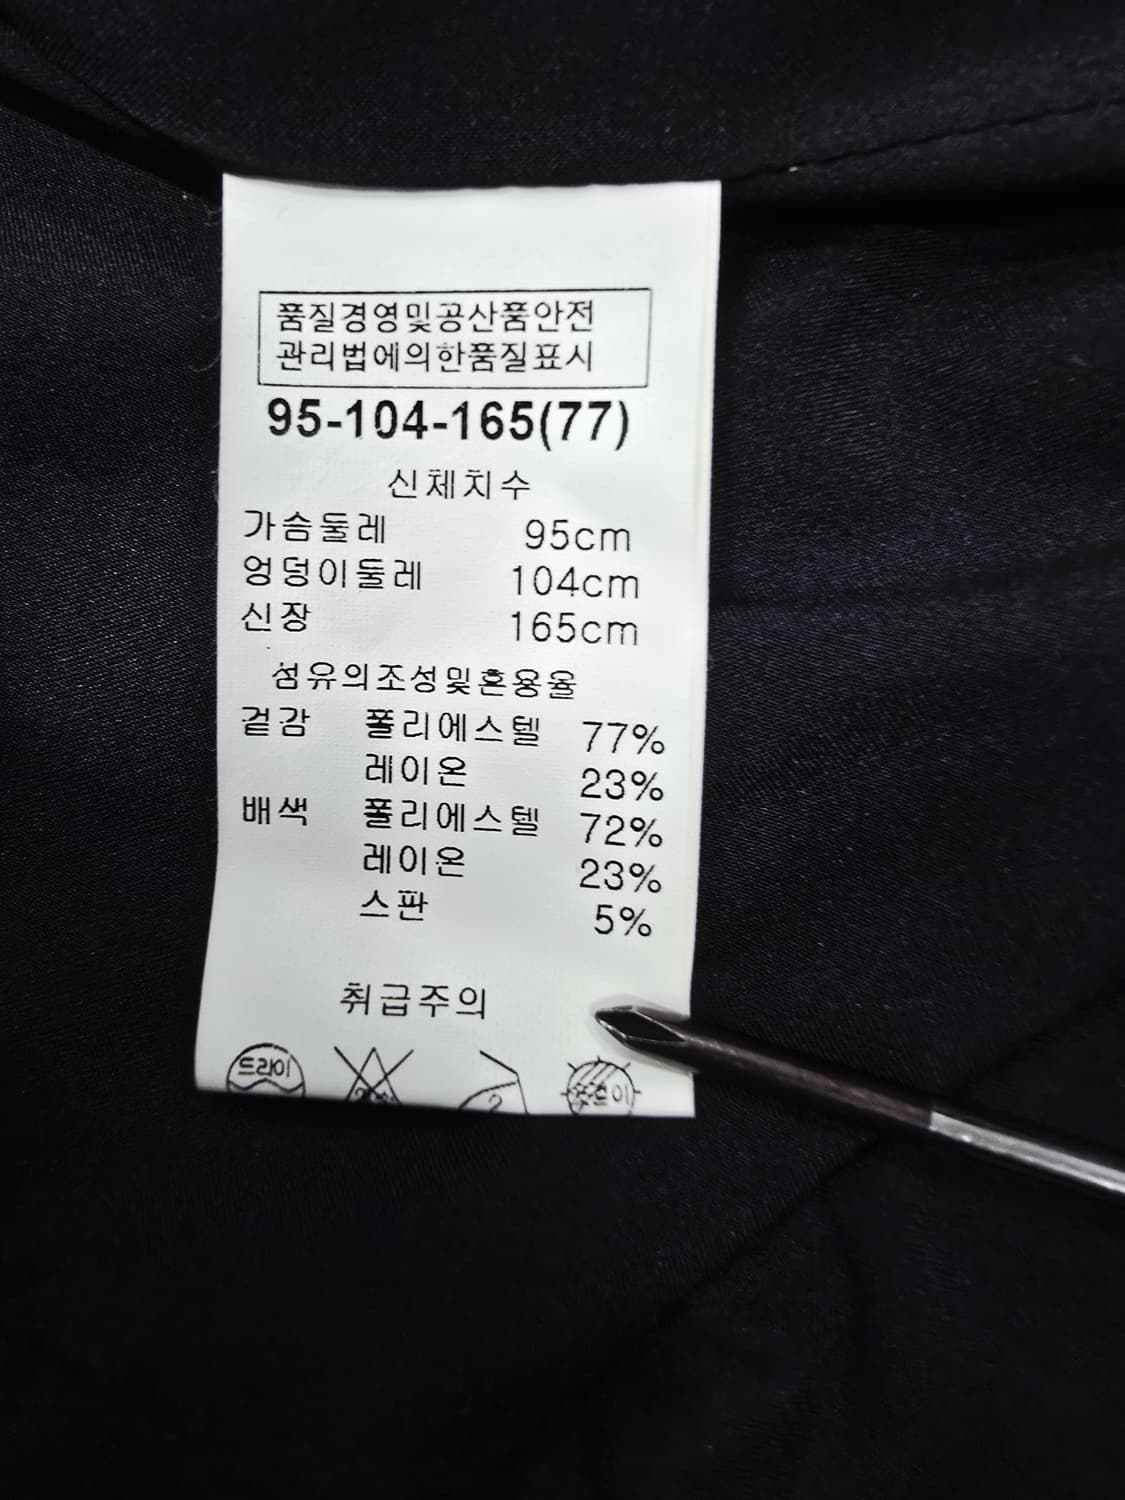 품질경영및공산품안전
관리법에의한품질표시
95-104-165(77)
신체치수
가슴둘레 95cm
엉덩이둘레 104cm
신장 165cm
섬유의조성및혼용율
겉감 폴리에스텔 77%
레이온 23%
배색 폴리에스텔 72%
레이온 23%
스판 5%
취급주의
드라이